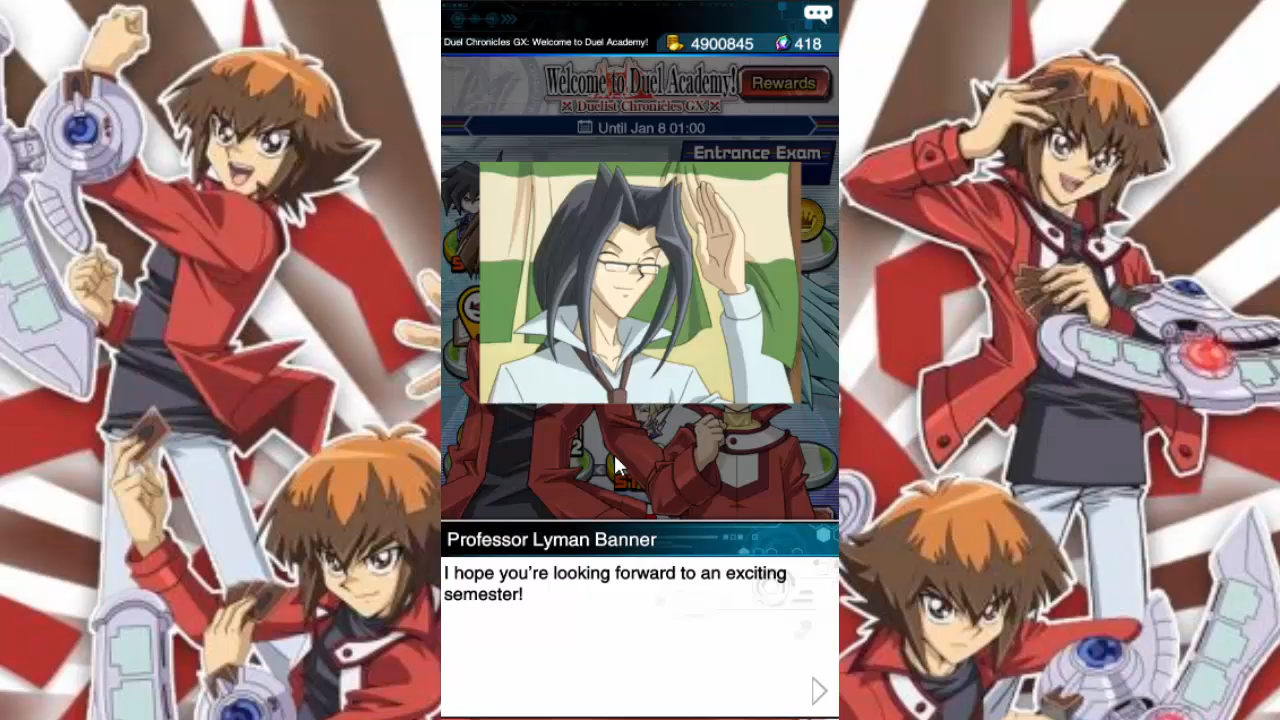 Duel Chronicles GX: Welcome to Duel Academy!
4900845
418
Welcome to Duel Academy!
Duelist Chronicles GX
Rewards
Until Jan 8 01:00
Entrance Exam
Professor Lyman Banner
I hope you're looking forward to an exciting
semester!